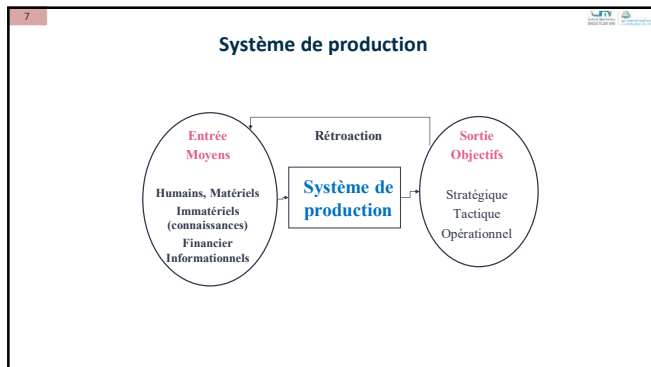 7
Système de production
Entrée
Moyens
Humains, Matériels
Immatériels
(connaissances)
Financier
Informationnels
Rétroaction
Système de
production
Sortie
Objectifs
Stratégique
Tactique
Opérationnel